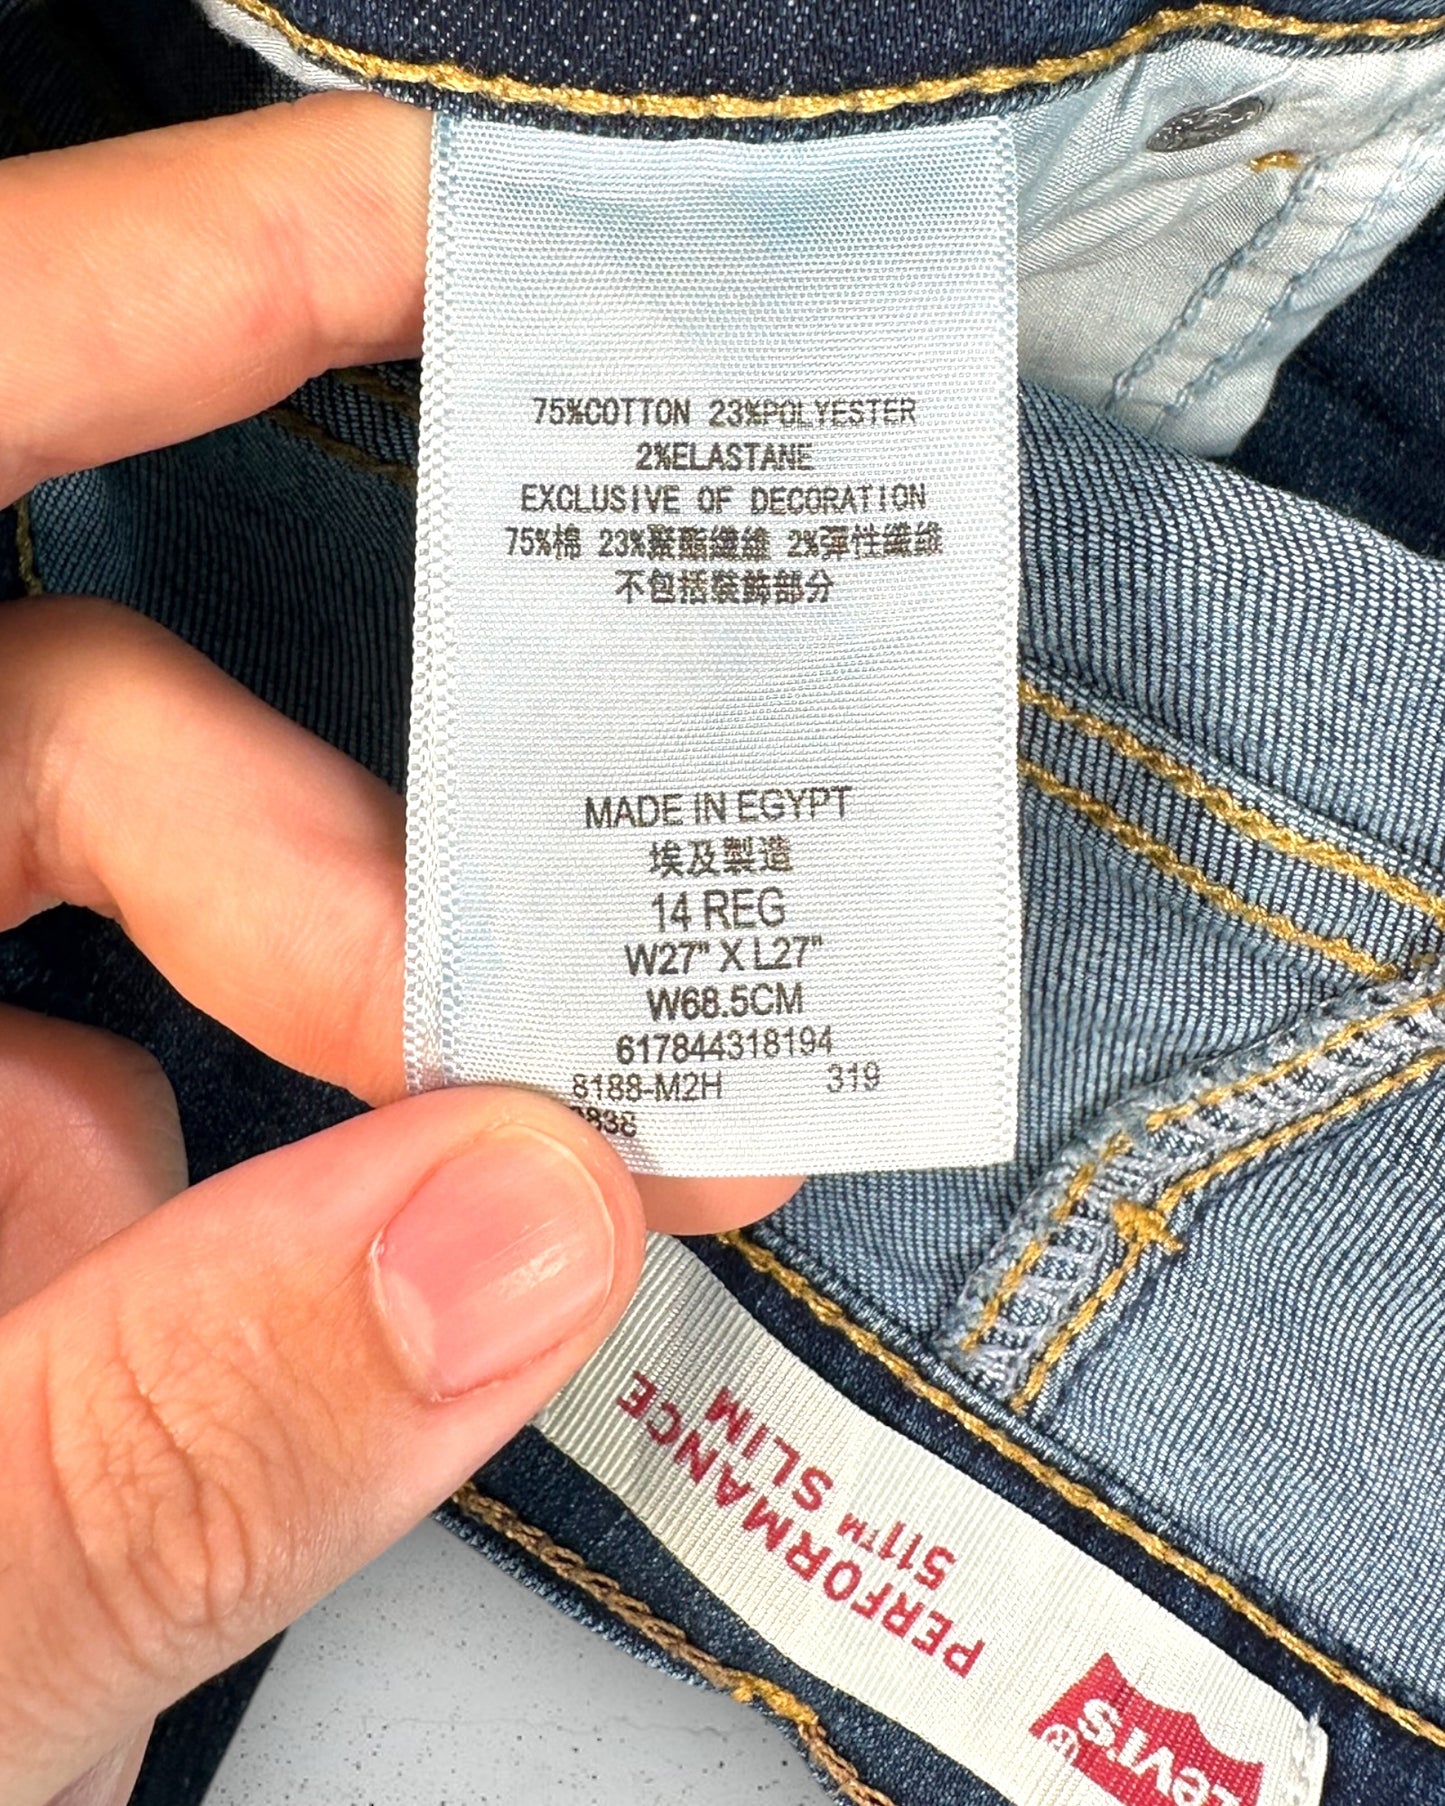 75%COTTON 23%POLYESTER
2%ELASTANE
EXCLUSIVE OF DECORATION
75%棉 23%聚酯纖維 2%彈性纖維
不包括裝飾部分
MADE IN EGYPT
埃及製造
14 REG
W27" X L27"
W68.5CM
617844318194
8188-M2H 319
PERFORMANCE
511™ SLIM
Levi's®